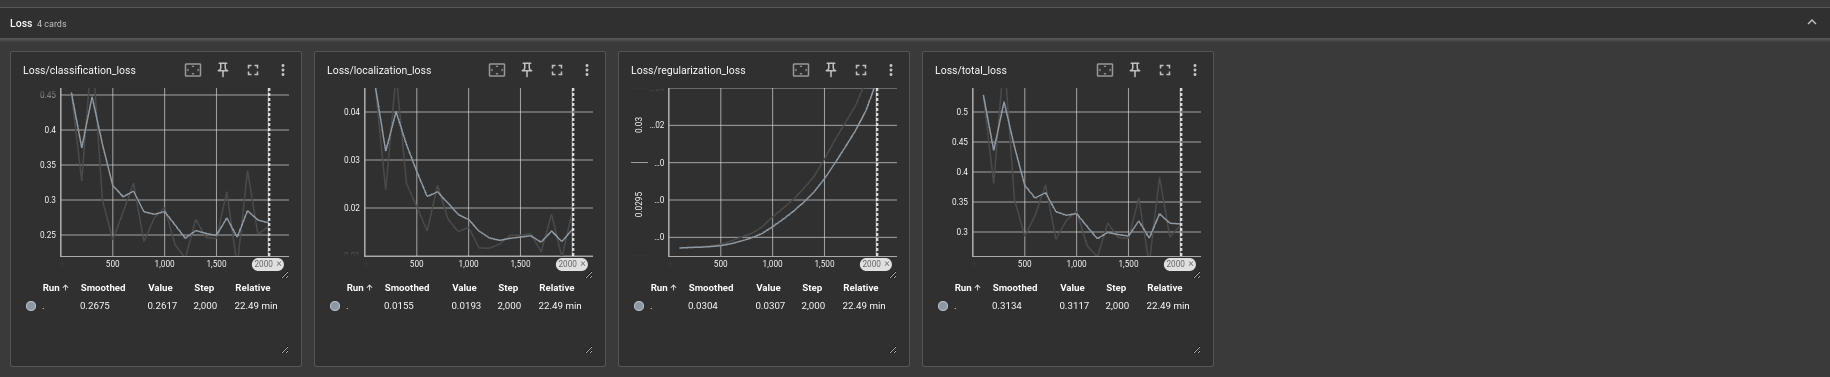 Loss 4 cards
Loss/classification_loss
0.45
0.4
0.35
0.3
0.25
500 1,000 1,500 2000 ×
Run ↑ Smoothed Value Step Relative
. 0.2675 0.2617 2,000 22.49 min
Loss/localization_loss
0.04
0.03
0.02
500 1,000 1,500 2000 ×
Run ↑ Smoothed Value Step Relative
. 0.0155 0.0193 2,000 22.49 min
Loss/regularization_loss
0.03
0.0295
...02
...0
...0
...0
500 1,000 1,500 2000 ×
Run ↑ Smoothed Value Step Relative
. 0.0304 0.0307 2,000 22.49 min
Loss/total_loss
0.5
0.45
0.4
0.35
0.3
500 1,000 1,500 2000 ×
Run ↑ Smoothed Value Step Relative
. 0.3134 0.3117 2,000 22.49 min